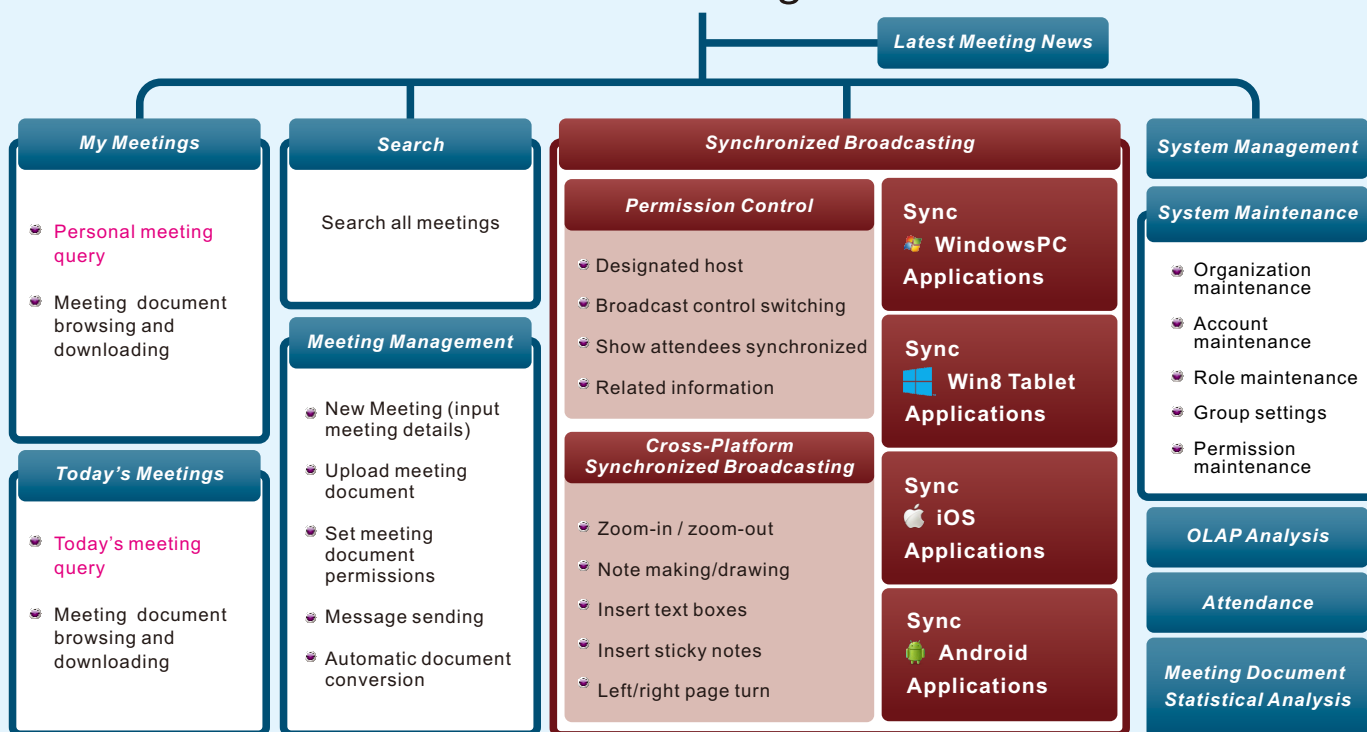 Latest Meeting News
My Meetings
Personal meeting
query
Meeting document
browsing and
downloading
Today's Meetings
Today's meeting
query
Meeting document
browsing and
downloading
Search
Search all meetings
Meeting Management
New Meeting (input
meeting details)
Upload meeting
document
Set meeting
document
permissions
Message sending
Automatic document
conversion
Synchronized Broadcasting
Permission Control
Designated host
Broadcast control switching
Show attendees synchronized
Related information
Cross-Platform
Synchronized Broadcasting
Zoom-in / zoom-out
Note making/drawing
Insert text boxes
Insert sticky notes
Left/right page turn
Sync
WindowsPC
Applications
Sync
Win8 Tablet
Applications
Sync
iOS
Applications
Sync
Android
Applications
System Management
System Maintenance
Organization
maintenance
Account
maintenance
Role maintenance
Group settings
Permission
maintenance
OLAP Analysis
Attendance
Meeting Document
Statistical Analysis